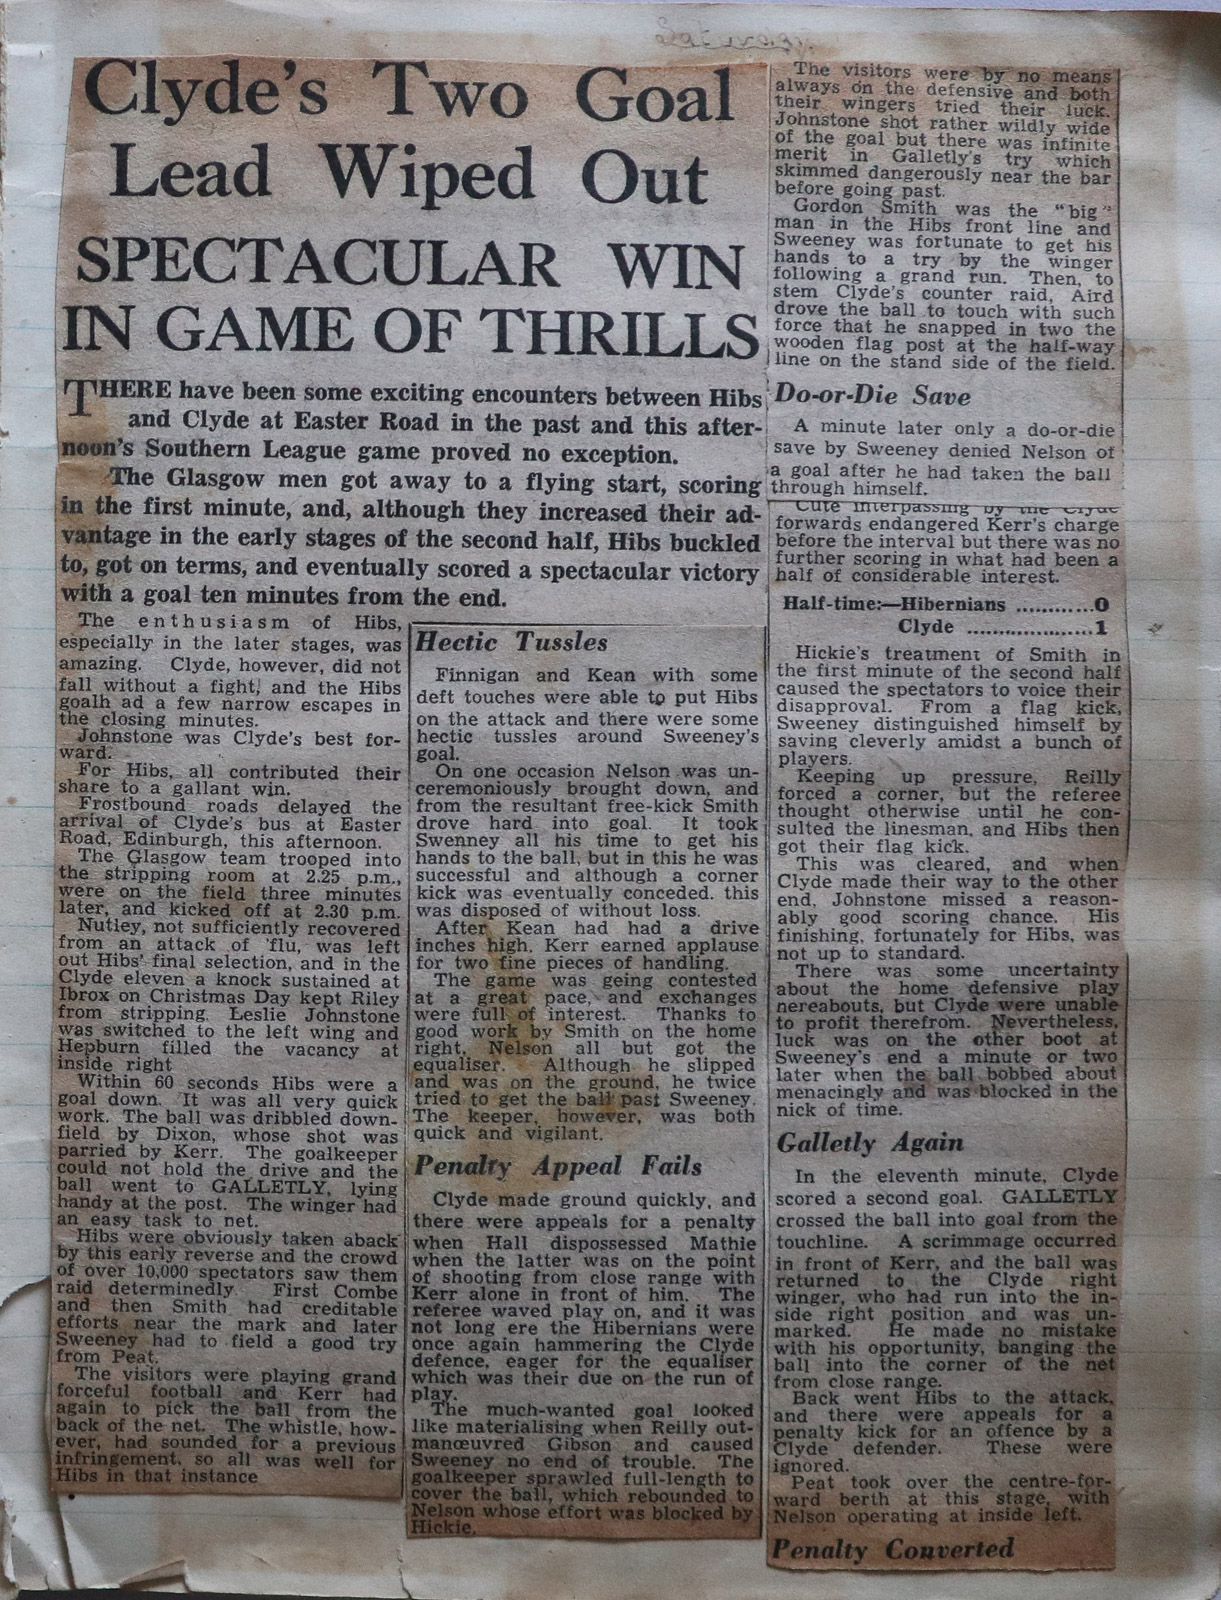 Saturday.
Clyde's Two Goal
Lead Wiped Out
SPECTACULAR WIN
IN GAME OF THRILLS
THERE have been some exciting encounters between Hibs
and Clyde at Easter Road in the past and this after-
noon's Southern League game proved no exception.
The Glasgow men got away to a flying start, scoring
in the first minute, and, although they increased their ad-
vantage in the early stages of the second half, Hibs buckled
to, got on terms, and eventually scored a spectacular victory
with a goal ten minutes from the end.
The enthusiasm of Hibs,
especially in the later stages, was
amazing. Clyde, however, did not
fall without a fight, and the Hibs
goalh ad a few narrow escapes in
the closing minutes.
Johnstone was Clyde's best for-
ward.
For Hibs, all contributed their
share to a gallant win.
Frostbound roads delayed the
arrival of Clyde's bus at Easter
Road, Edinburgh, this afternoon.
The Glasgow team trooped into
the stripping room at 2.25 p.m.,
were on the field three minutes
later, and kicked off at 2.30 p.m.
Nutley, not sufficiently recovered
from an attack of 'flu, was left
out Hibs' final selection, and in the
Clyde eleven a knock sustained at
Ibrox on Christmas Day kept Riley
from stripping. Leslie Johnstone
was switched to the left wing and
Hepburn filled the vacancy at
inside right
Within 60 seconds Hibs were a
goal down. It was all very quick
work. The ball was dribbled down-
field by Dixon, whose shot was
parried by Kerr. The goalkeeper
could not hold the drive and the
ball went to GALLETLY, lying
handy at the post. The winger had
an easy task to net.
Hibs were obviously taken aback
by this early reverse and the crowd
of over 10,000 spectators saw them
raid determinedly. First Combe
and then Smith had creditable
efforts near the mark and later
Sweeney had to field a good try
from Peat.
The visitors were playing grand
forceful football and Kerr had
again to pick the ball from the
back of the net. The whistle, how-
ever, had sounded for a previous
infringement, so all was well for
Hibs in that instance
Hectic Tussles
Finnigan and Kean with some
deft touches were able to put Hibs
on the attack and there were some
hectic tussles around Sweeney's
goal.
On one occasion Nelson was un-
ceremoniously brought down, and
from the resultant free-kick Smith
drove hard into goal. It took
Swenney all his time to get his
hands to the ball, but in this he was
successful and although a corner
kick was eventually conceded. this
was disposed of without loss.
After Kean had had a drive
inches high, Kerr earned applause
for two fine pieces of handling.
The game was geing contested
at a great pace, and exchanges
were full of interest. Thanks to
good work by Smith on the home
right, Nelson all but got the
equaliser. Although he slipped
and was on the ground, he twice
tried to get the ball past Sweeney.
The keeper, however, was both
quick and vigilant.
Penalty Appeal Fails
Clyde made ground quickly, and
there were appeals for a penalty
when Hall dispossessed Mathie
when the latter was on the point
of shooting from close range with
Kerr alone in front of him. The
referee waved play on, and it was
not long ere the Hibernians were
once again hammering the Clyde
defence, eager for the equaliser
which was their due on the run of
play.
The much-wanted goal looked
like materialising when Reilly out-
manœuvred Gibson and caused
Sweeney no end of trouble. The
goalkeeper sprawled full-length to
cover the ball, which rebounded to
Nelson whose effort was blocked by
Hickie.
The visitors were by no means
always on the defensive and both
their wingers tried their luck.
Johnstone shot rather wildly wide
of the goal but there was infinite
merit in Galletly's try which
skimmed dangerously near the bar
before going past.
Gordon Smith was the "big"
man in the Hibs front line and
Sweeney was fortunate to get his
hands to a try by the winger
following a grand run. Then, to
stem Clyde's counter raid, Aird
drove the ball to touch with such
force that he snapped in two the
wooden flag post at the half-way
line on the stand side of the field.
Do-or-Die Save
A minute later only a do-or-die
save by Sweeney denied Nelson of
a goal after he had taken the ball
through himself.
Cute interpassing by the Clyde
forwards endangered Kerr's charge
before the interval but there was no
further scoring in what had been a
half of considerable interest.
Half-time:—Hibernians ............0
Clyde ....................1
Hickie's treatment of Smith in
the first minute of the second half
caused the spectators to voice their
disapproval. From a flag kick,
Sweeney distinguished himself by
saving cleverly amidst a bunch of
players.
Keeping up pressure, Reilly
forced a corner, but the referee
thought otherwise until he con-
sulted the linesman, and Hibs then
got their flag kick.
This was cleared, and when
Clyde made their way to the other
end, Johnstone missed a reason-
ably good scoring chance. His
finishing, fortunately for Hibs, was
not up to standard.
There was some uncertainty
about the home defensive play
nereabouts, but Clyde were unable
to profit therefrom. Nevertheless,
luck was on the other boot at
Sweeney's end a minute or two
later when the ball bobbed about
menacingly and was blocked in the
nick of time.
Galletly Again
In the eleventh minute, Clyde
scored a second goal. GALLETLY
crossed the ball into goal from the
touchline. A scrimmage occurred
in front of Kerr, and the ball was
returned to the Clyde right
winger, who had run into the in-
side right position and was un-
marked. He made no mistake
with his opportunity, banging the
ball into the corner of the net
from close range.
Back went Hibs to the attack,
and there were appeals for a
penalty kick for an offence by a
Clyde defender. These were
ignored.
Peat took over the centre-for-
ward berth at this stage, with
Nelson operating at inside left.
Penalty Converted